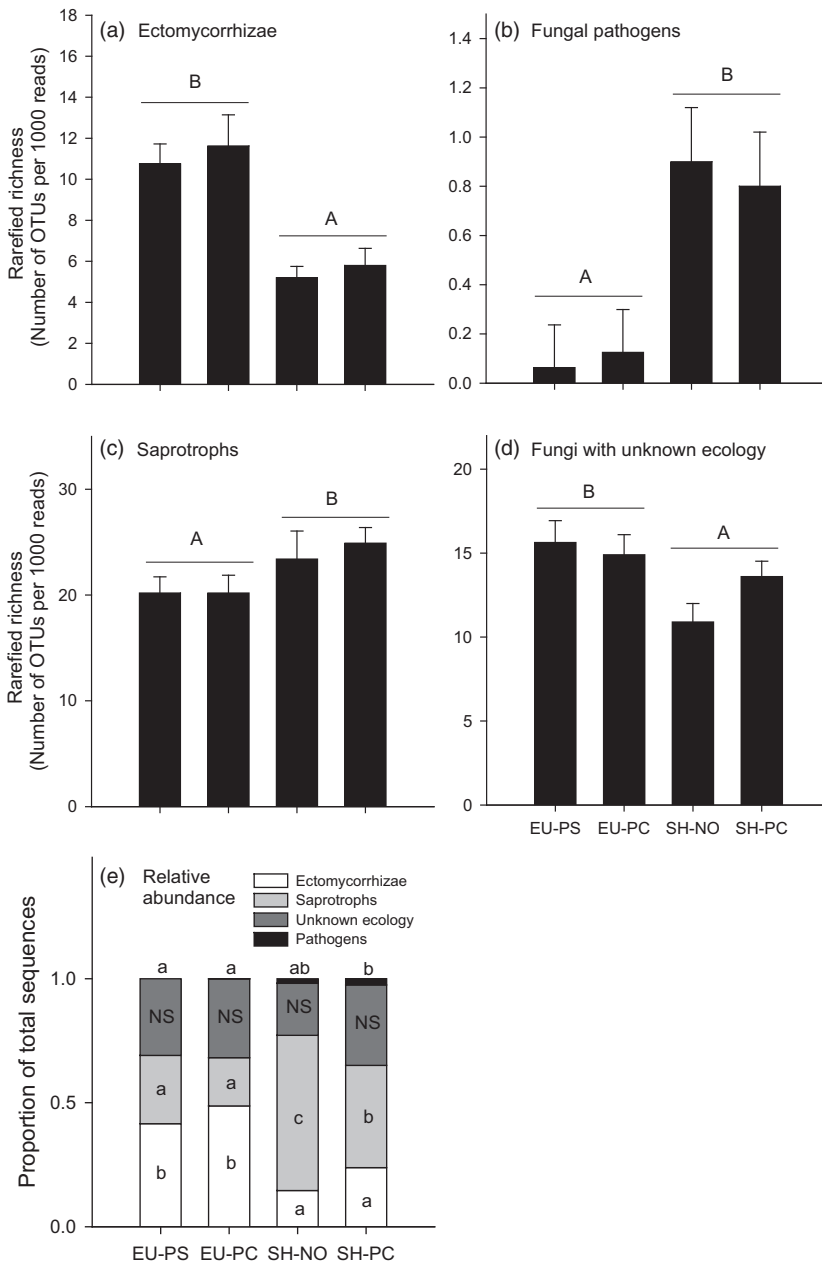 (a) Ectomycorrhizae
Rarefied richness
(Number of OTUs per 1000 reads)
18
16
14
12
10
8
6
4
2
0
B
A
(b) Fungal pathogens
1.4
1.2
1.0
0.8
0.6
0.4
0.2
0.0
A
B
(c) Saprotrophs
Rarefied richness
(Number of OTUs per 1000 reads)
30
20
10
0
A
B
(d) Fungi with unknown ecology
20
15
10
5
0
B
A
EU-PS EU-PC SH-NO SH-PC
(e) Relative
abundance
Ectomycorrhizae
Saprotrophs
Unknown ecology
Pathogens
Proportion of total sequences
1.0
0.5
0.0
a a ab b
NS NS NS NS
a a c b
b b a a
EU-PS EU-PC SH-NO SH-PC